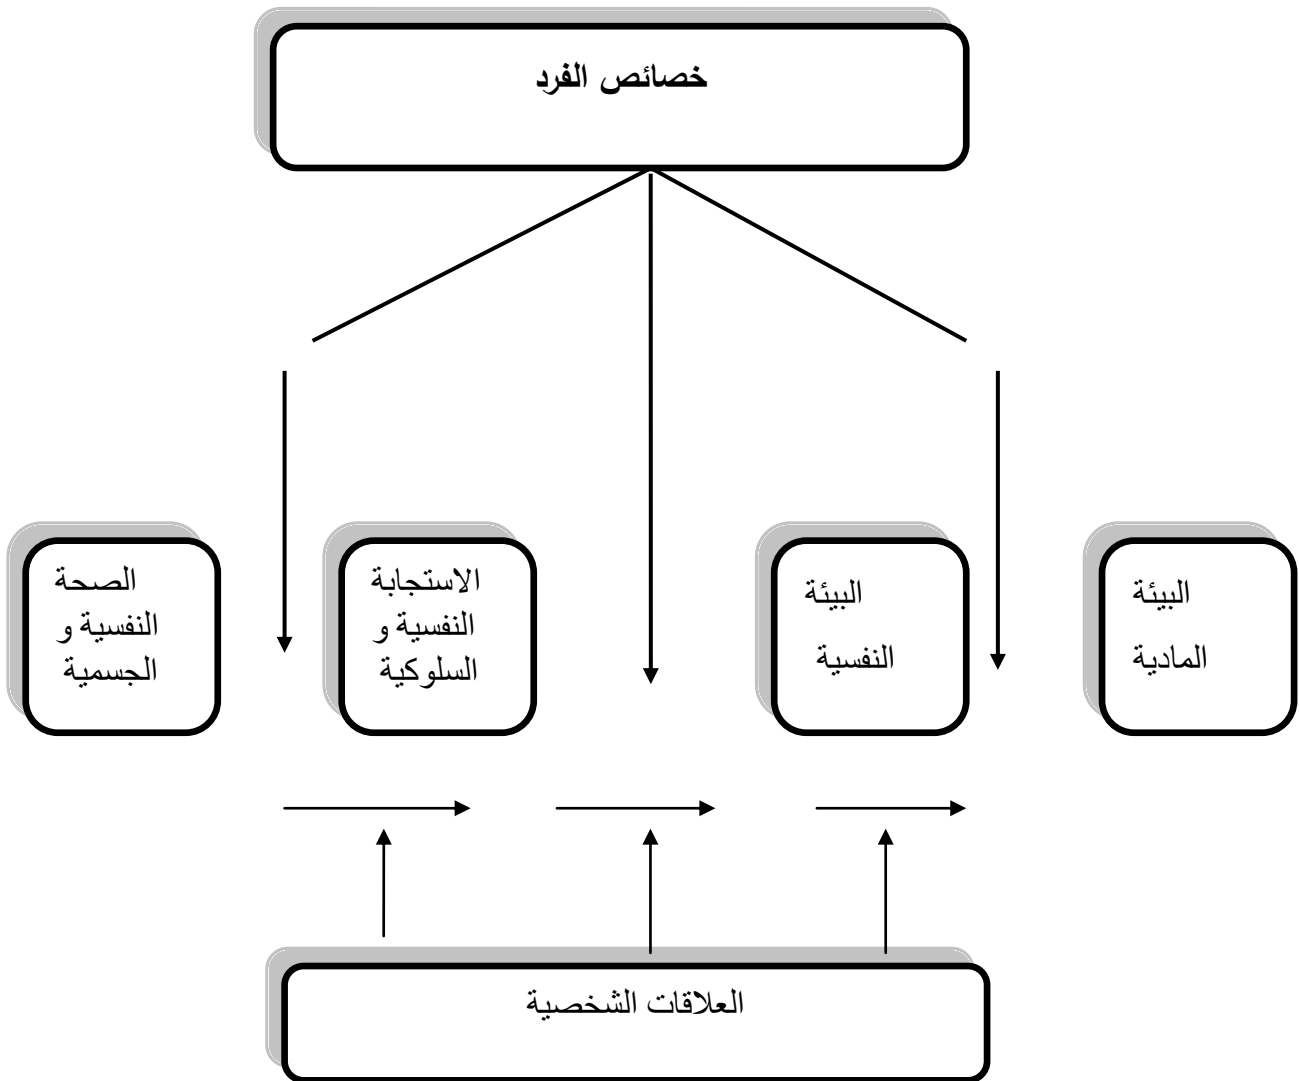 خصائص الفرد
البيئة
المادية
البيئة
النفسية
الاستجابة
النفسية و
السلوكية
الصحة
النفسية و
الجسمية
العلاقات الشخصية